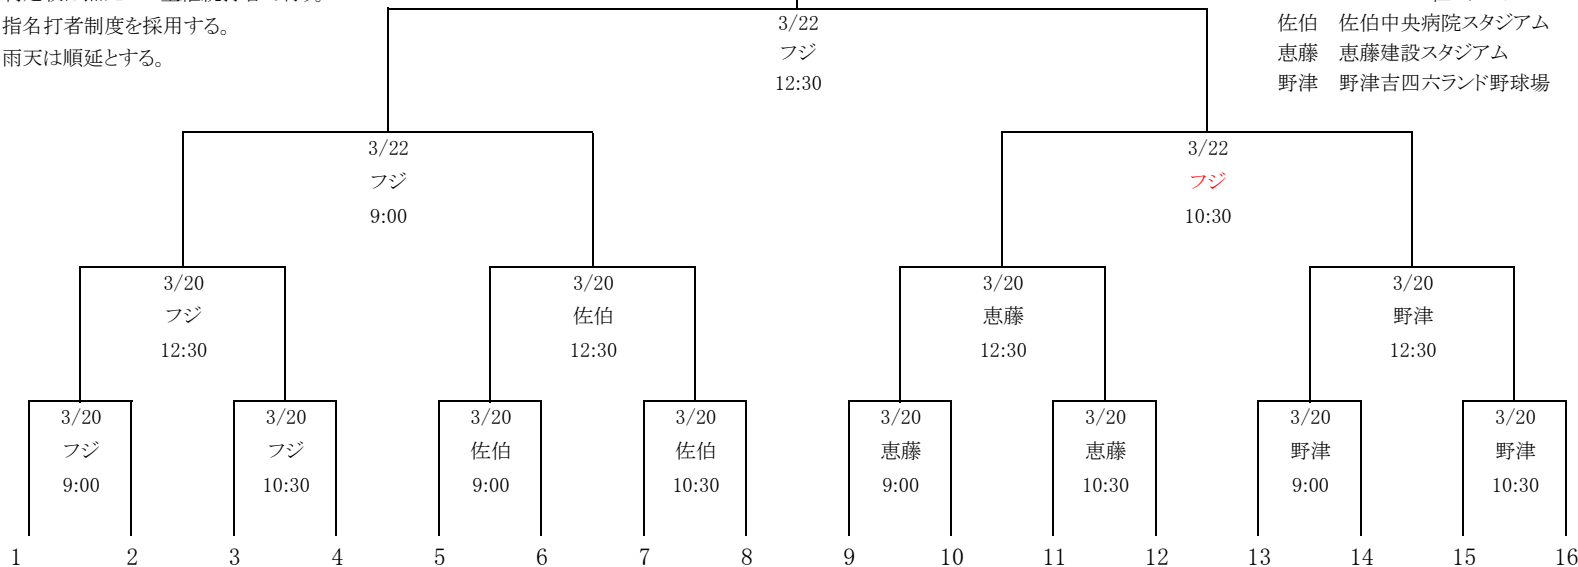 指名打者制度を採用する。
雨天は順延とする。
佐伯　佐伯中央病院スタジアム
恵藤　恵藤建設スタジアム
野津　野津吉四六ランド野球場
3/22
フジ
12:30
3/22
フジ
9:00
3/22
フジ
10:30
3/20
フジ
12:30
3/20
佐伯
12:30
3/20
恵藤
12:30
3/20
野津
12:30
3/20
フジ
9:00
3/20
フジ
10:30
3/20
佐伯
9:00
3/20
佐伯
10:30
3/20
恵藤
9:00
3/20
恵藤
10:30
3/20
野津
9:00
3/20
野津
10:30
1 2 3 4 5 6 7 8 9 10 11 12 13 14 15 16